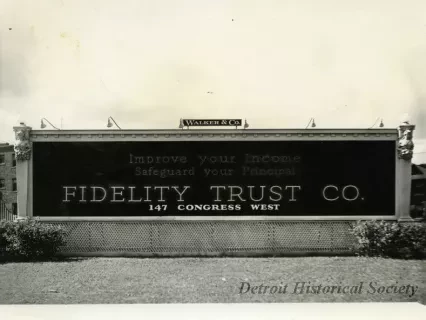 WALKER & CO.
Improve your Income
Safeguard your Principal
FIDELITY TRUST CO.
147 CONGRESS WEST
Detroit Historical Society